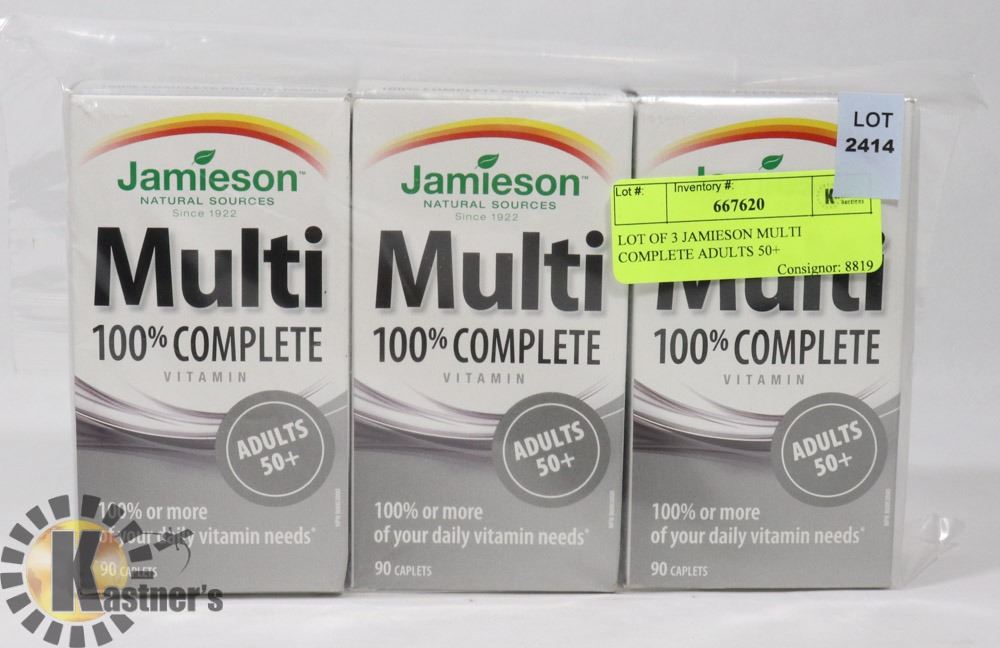 Jamieson™
NATURAL SOURCES
Since 1922
Multi
100% COMPLETE
VITAMIN
ADULTS
50+
100% or more
of your daily vitamin needs*
90 CAPLETS
Jamieson™
NATURAL SOURCES
Since 1922
Multi
100% COMPLETE
VITAMIN
ADULTS
50+
100% or more
of your daily vitamin needs*
90 CAPLETS
LOT
2414
Lot #:
Inventory #:
667620
LOT OF 3 JAMIESON MULTI
COMPLETE ADULTS 50+
Consignor: 8819
Multi
100% COMPLETE
VITAMIN
ADULTS
50+
100% or more
of your daily vitamin needs*
90 CAPLETS
Kastner's